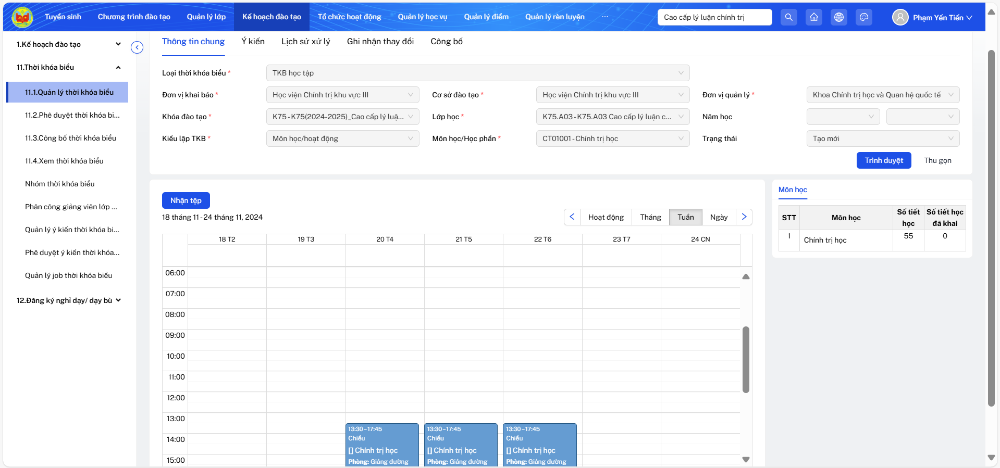 Tuyển sinh
Chương trình đào tạo
Quản lý lớp
Kế hoạch đào tạo
Tổ chức hoạt động
Quản lý học vụ
Quản lý điểm
Quản lý rèn luyện
...
Cao cấp lý luận chính trị
Phạm Yến Tiến
1.Kế hoạch đào tạo
11.Thời khóa biểu
11.1.Quản lý thời khóa biểu
11.2.Phê duyệt thời khóa bi...
11.3.Công bố thời khóa biểu
11.4.Xem thời khóa biểu
Nhóm thời khóa biểu
Phân công giảng viên lớp ...
Quản lý ý kiến thời khóa bi...
Phê duyệt ý kiến thời khóa...
Quản lý job thời khóa biểu
12.Đăng ký nghỉ dạy/ dạy bù
Thông tin chung
Ý kiến
Lịch sử xử lý
Ghi nhận thay đổi
Công bố
Loại thời khóa biểu *
TKB học tập
Đơn vị khai báo *
Học viện Chính trị khu vực III
Cơ sở đào tạo *
Học viện Chính trị khu vực III
Đơn vị quản lý *
Khoa Chính trị học và Quan hệ quốc tế
Khóa đào tạo *
K75 - K75(2024-2025)_Cao cấp lý luậ...
Lớp học *
K75.A03 - K75.A03 Cao cấp lý luận c...
Năm học
Kiểu lập TKB *
Môn học/hoạt động
Môn học/Học phần *
CT01001 - Chính trị học
Trạng thái
Tạo mới
Trình duyệt
Thu gọn
Nhận tệp
18 tháng 11 - 24 tháng 11, 2024
Hoạt động
Tháng
Tuần
Ngày
18 T2
19 T3
20 T4
21 T5
22 T6
23 T7
24 CN
06:00
07:00
08:00
09:00
10:00
11:00
12:00
13:00
14:00
15:00
13:30 – 17:45
Chiều
[] Chính trị học
Phòng: Giảng đường
13:30 – 17:45
Chiều
[] Chính trị học
Phòng: Giảng đường
13:30 – 17:45
Chiều
[] Chính trị học
Phòng: Giảng đường
Môn học
STT
Môn học
Số tiết học
Số tiết học đã khai
1
Chính trị học
55
0